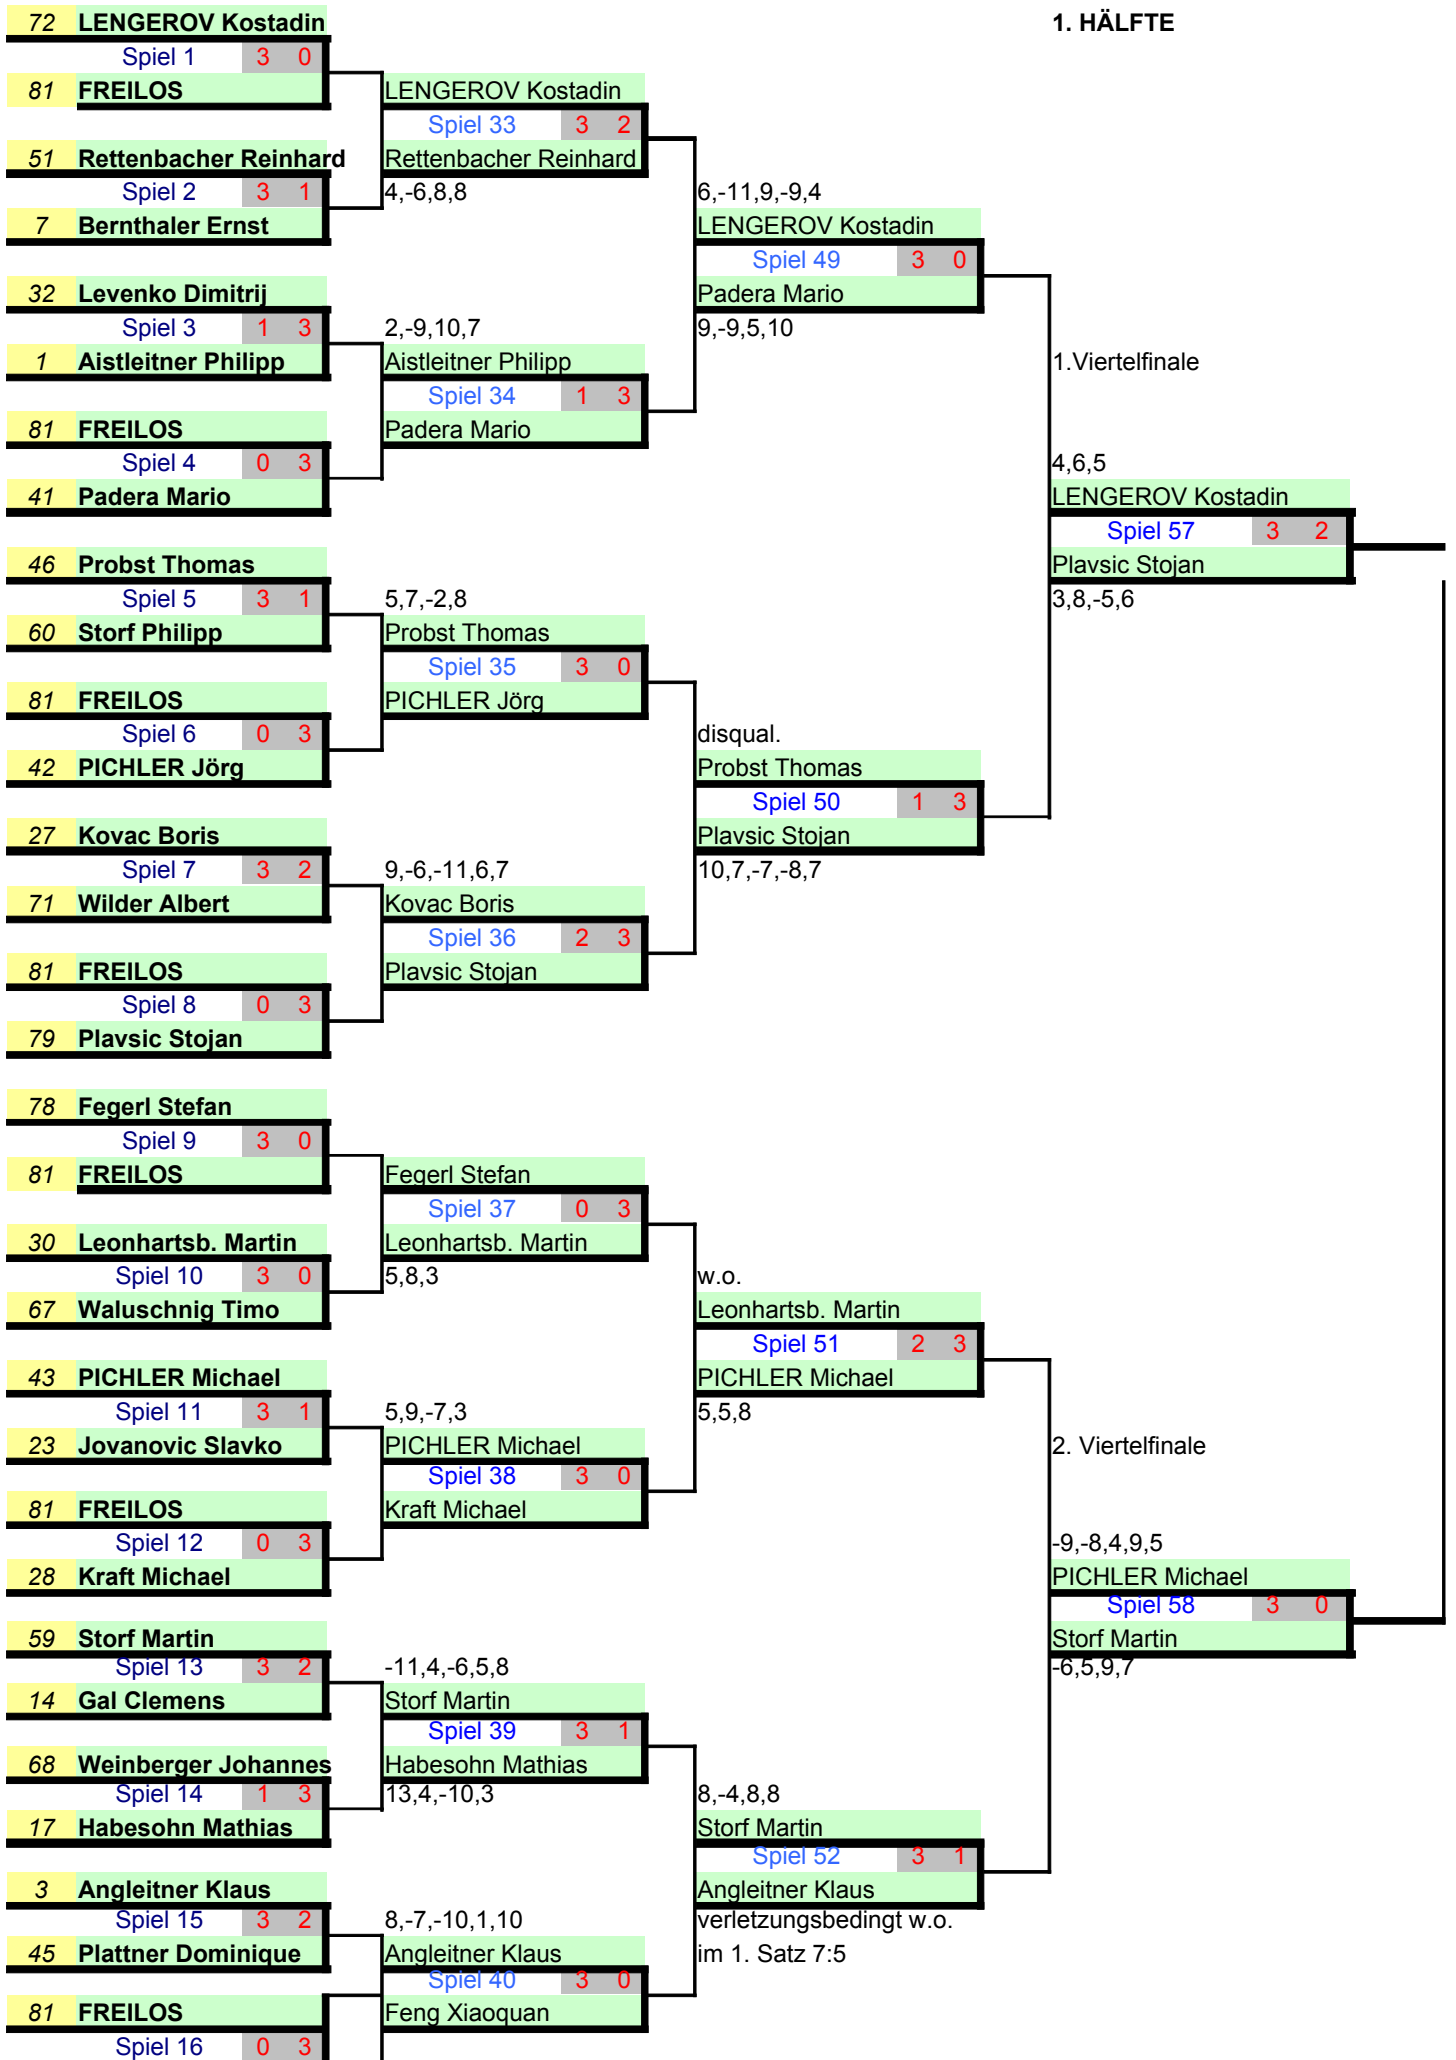 72 LENGEROV Kostadin
1. HÄLFTE
Spiel 1 3 0
81 FREILOS
LENGEROV Kostadin
Spiel 33 3 2
51 Rettenbacher Reinhard
Rettenbacher Reinhard
Spiel 2 3 1
4,-6,8,8
6,-11,9,-9,4
7 Bernthaler Ernst
LENGEROV Kostadin
Spiel 49 3 0
32 Levenko Dimitrij
Padera Mario
Spiel 3 1 3
2,-9,10,7
9,-9,5,10
1 Aistleitner Philipp
Aistleitner Philipp
1.Viertelfinale
Spiel 34 1 3
81 FREILOS
Padera Mario
Spiel 4 0 3
4,6,5
41 Padera Mario
LENGEROV Kostadin
Spiel 57 3 2
46 Probst Thomas
Plavsic Stojan
Spiel 5 3 1
5,7,-2,8
3,8,-5,6
60 Storf Philipp
Probst Thomas
Spiel 35 3 0
81 FREILOS
PICHLER Jörg
Spiel 6 0 3
disqual.
42 PICHLER Jörg
Probst Thomas
Spiel 50 1 3
27 Kovac Boris
Plavsic Stojan
Spiel 7 3 2
9,-6,-11,6,7
10,7,-7,-8,7
71 Wilder Albert
Kovac Boris
Spiel 36 2 3
81 FREILOS
Plavsic Stojan
Spiel 8 0 3
79 Plavsic Stojan
78 Fegerl Stefan
Spiel 9 3 0
81 FREILOS
Fegerl Stefan
Spiel 37 0 3
30 Leonhartsb. Martin
Leonhartsb. Martin
Spiel 10 3 0
5,8,3
w.o.
67 Waluschnig Timo
Leonhartsb. Martin
Spiel 51 2 3
43 PICHLER Michael
PICHLER Michael
Spiel 11 3 1
5,9,-7,3
5,5,8
23 Jovanovic Slavko
PICHLER Michael
2. Viertelfinale
Spiel 38 3 0
81 FREILOS
Kraft Michael
Spiel 12 0 3
-9,-8,4,9,5
28 Kraft Michael
PICHLER Michael
Spiel 58 3 0
59 Storf Martin
Storf Martin
Spiel 13 3 2
-11,4,-6,5,8
-6,5,9,7
14 Gal Clemens
Storf Martin
Spiel 39 3 1
68 Weinberger Johannes
Habesohn Mathias
Spiel 14 1 3
13,4,-10,3
8,-4,8,8
17 Habesohn Mathias
Storf Martin
Spiel 52 3 1
3 Angleitner Klaus
Angleitner Klaus
Spiel 15 3 2
8,-7,-10,1,10
verletzungsbedingt w.o.
45 Plattner Dominique
Angleitner Klaus
im 1. Satz 7:5
Spiel 40 3 0
81 FREILOS
Feng Xiaoquan
Spiel 16 0 3